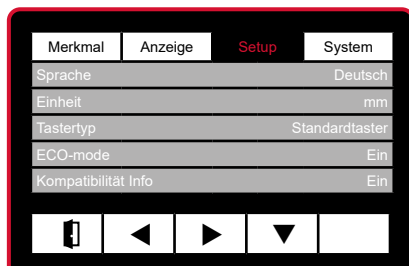 Merkmal Anzeige Setup System
Sprache Deutsch
Einheit mm
Tastertyp Standardtaster
ECO-mode Ein
Kompatibilität Info Ein